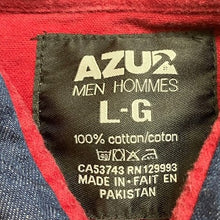 AZUR
MEN HOMMES
L-G
100% cotton/coton
CA53743 RN129993
MADE IN • FAIT EN
PAKISTAN